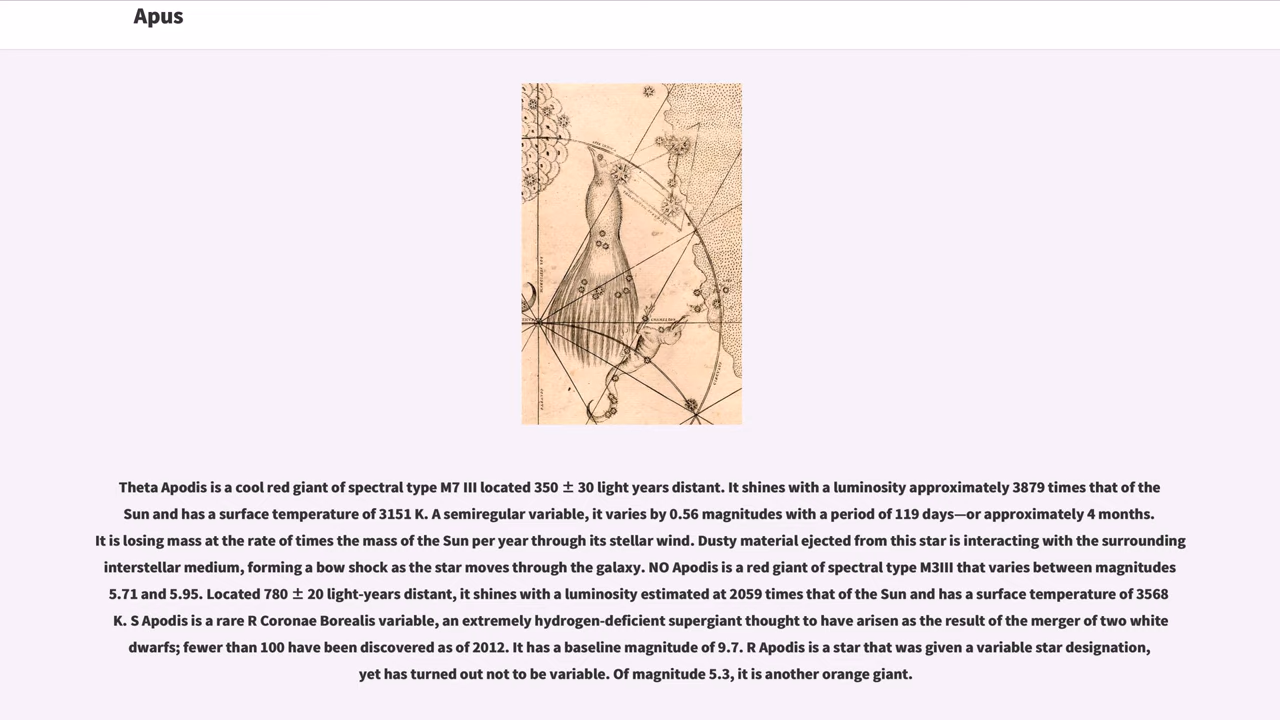 Apus
Theta Apodis is a cool red giant of spectral type M7 III located 350 ± 30 light years distant. It shines with a luminosity approximately 3879 times that of the
Sun and has a surface temperature of 3151 K. A semiregular variable, it varies by 0.56 magnitudes with a period of 119 days—or approximately 4 months.
It is losing mass at the rate of times the mass of the Sun per year through its stellar wind. Dusty material ejected from this star is interacting with the surrounding
interstellar medium, forming a bow shock as the star moves through the galaxy. NO Apodis is a red giant of spectral type M3III that varies between magnitudes
5.71 and 5.95. Located 780 ± 20 light-years distant, it shines with a luminosity estimated at 2059 times that of the Sun and has a surface temperature of 3568
K. S Apodis is a rare R Coronae Borealis variable, an extremely hydrogen-deficient supergiant thought to have arisen as the result of the merger of two white
dwarfs; fewer than 100 have been discovered as of 2012. It has a baseline magnitude of 9.7. R Apodis is a star that was given a variable star designation,
yet has turned out not to be variable. Of magnitude 5.3, it is another orange giant.